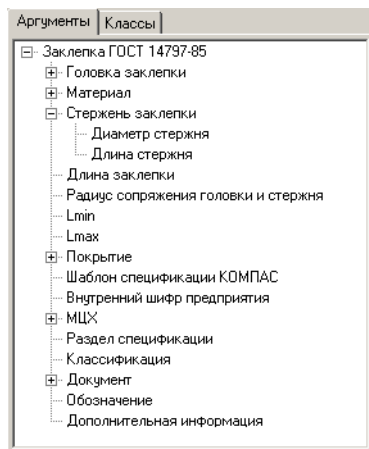 Аргументы Классы
Заклепка ГОСТ 14797-85
Головка заклепки
Материал
Стержень заклепки
Диаметр стержня
Длина стержня
Длина заклепки
Радиус сопряжения головки и стержня
Lmin
Lmax
Покрытие
Шаблон спецификации КОМПАС
Внутренний шифр предприятия
МЦХ
Раздел спецификации
Классификация
Документ
Обозначение
Дополнительная информация